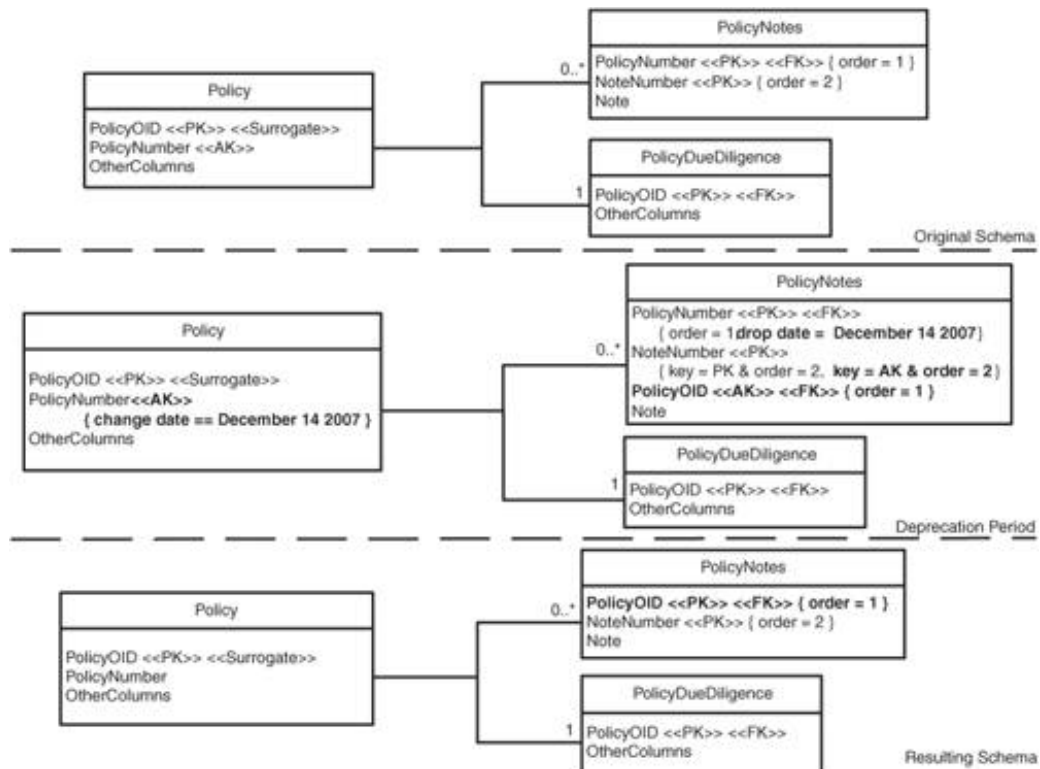 PolicyNotes
PolicyNumber <<PK>> <<FK>> { order = 1 }
NoteNumber <<PK>> { order = 2 }
Note
0..*
Policy
PolicyOID <<PK>> <<Surrogate>>
PolicyNumber <<AK>>
OtherColumns
PolicyDueDiligence
1
PolicyOID <<PK>> <<FK>>
OtherColumns
Original Schema
PolicyNotes
PolicyNumber <<PK>> <<FK>>
{ order = 1,drop date = December 14 2007}
NoteNumber <<PK>>
{ key = PK & order = 2, key = AK & order = 2 }
PolicyOID <<AK>> <<FK>> { order = 1 }
Note
0..*
Policy
PolicyOID <<PK>> <<Surrogate>>
PolicyNumber<<AK>>
{ change date == December 14 2007 }
OtherColumns
PolicyDueDiligence
1
PolicyOID <<PK>> <<FK>>
OtherColumns
Deprecation Period
PolicyNotes
PolicyOID <<PK>> <<FK>> { order = 1 }
NoteNumber <<PK>> { order = 2 }
Note
0..*
Policy
PolicyOID <<PK>> <<Surrogate>>
PolicyNumber
OtherColumns
PolicyDueDiligence
1
PolicyOID <<PK>> <<FK>>
OtherColumns
Resulting Schema